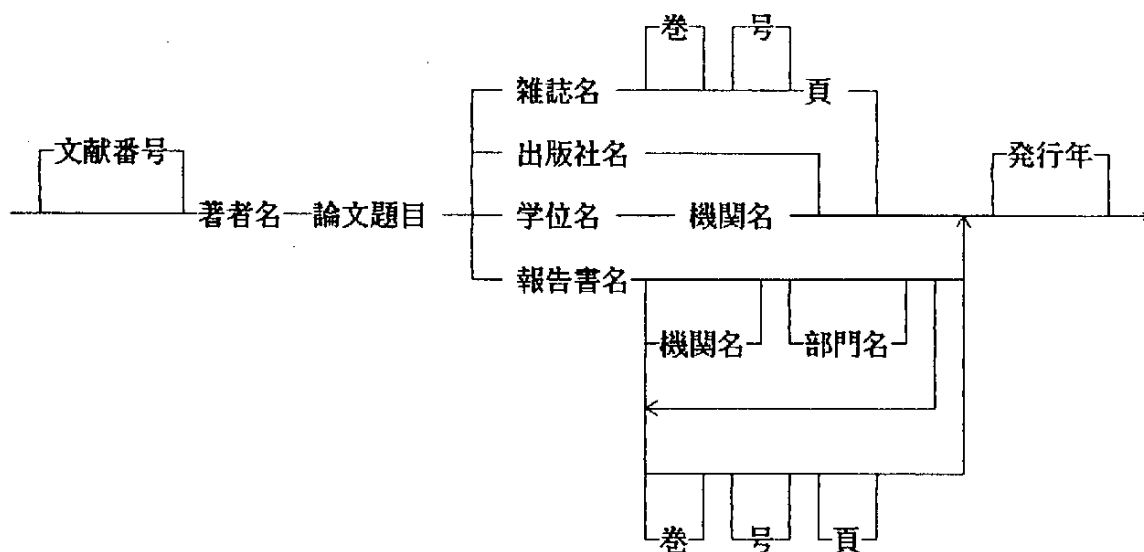 巻 号
雑誌名 頁
文献番号 出版社名 発行年
著者名 論文題目 学位名 機関名
報告書名
機関名 部門名
巻 号 頁